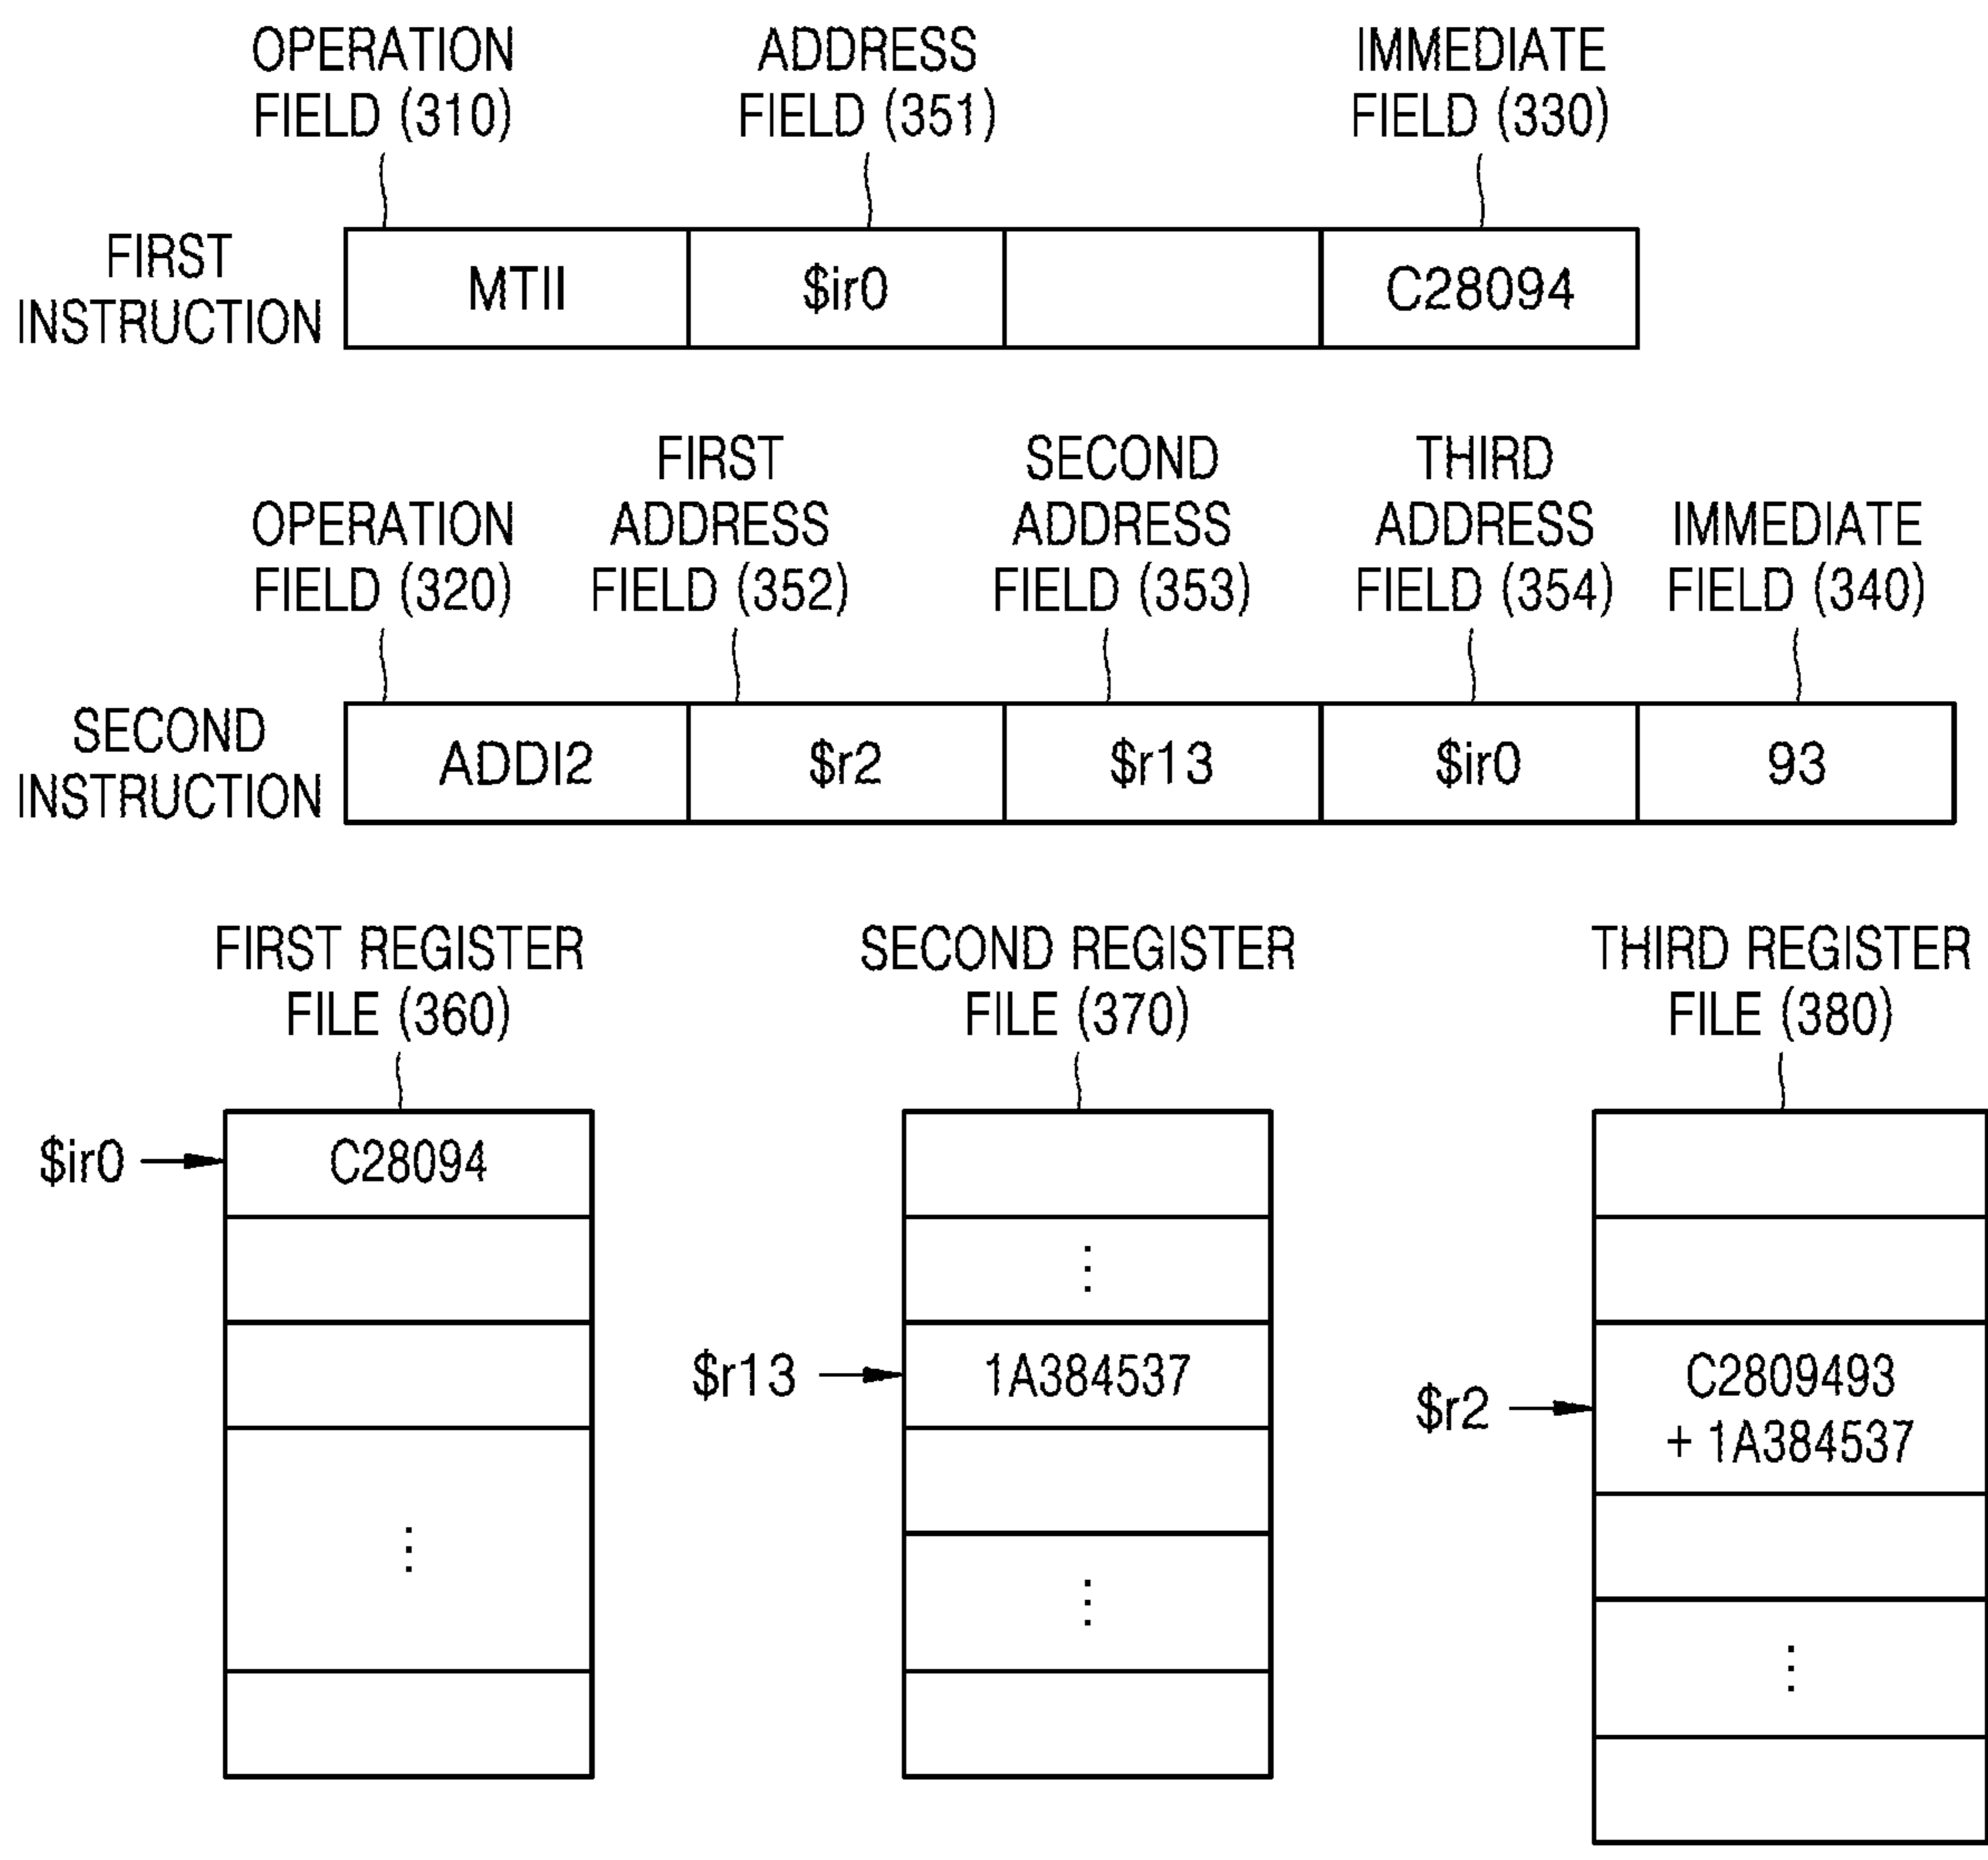 OPERATION
FIELD (310)
ADDRESS
FIELD (351)
IMMEDIATE
FIELD (330)
FIRST
INSTRUCTION
MTII
$ir0
C28094
OPERATION
FIELD (320)
FIRST
ADDRESS
FIELD (352)
SECOND
ADDRESS
FIELD (353)
THIRD
ADDRESS
FIELD (354)
IMMEDIATE
FIELD (340)
SECOND
INSTRUCTION
ADDI2
$r2
$r13
$ir0
93
FIRST REGISTER
FILE (360)
$ir0
C28094
SECOND REGISTER
FILE (370)
$r13
1A384537
THIRD REGISTER
FILE (380)
$r2
C2809493
+ 1A384537